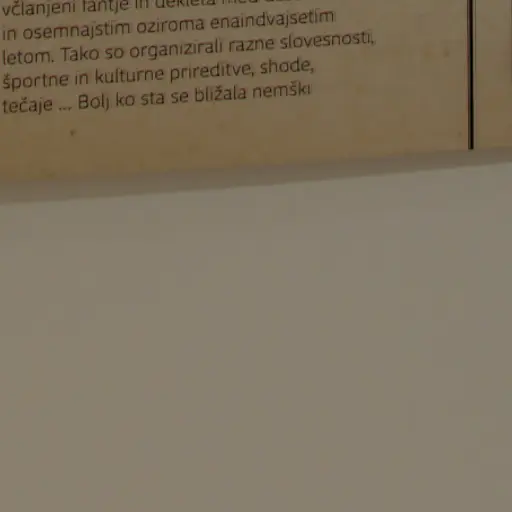 včlanjeni fantje in dekleta med
in osemnajstim oziroma enaindvajsetim
letom. Tako so organizirali razne slovesnosti,
športne in kulturne prireditve, shode,
tečaje ... Bolj ko sta se bližala nemški